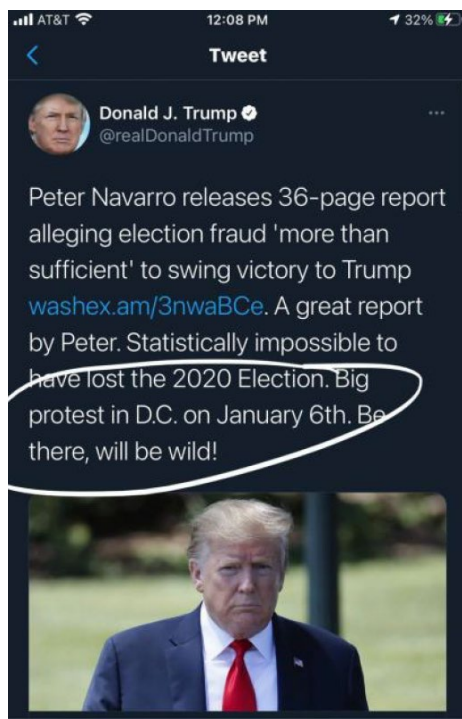 AT&T 12:08 PM 32%
Tweet
Donald J. Trump
@realDonaldTrump
Peter Navarro releases 36-page report
alleging election fraud 'more than
sufficient' to swing victory to Trump
washex.am/3nwaBCe. A great report
by Peter. Statistically impossible to
have lost the 2020 Election. Big
protest in D.C. on January 6th. Be
there, will be wild!